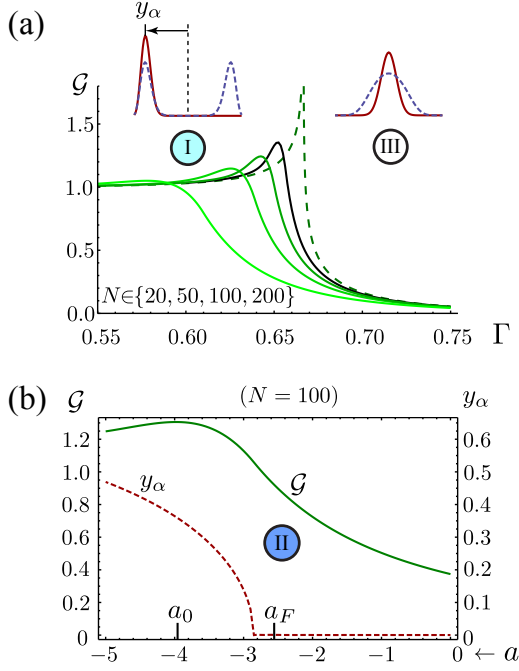 (a)
y_α
𝒢
1.5
1.0
0.5
0.0
I
III
N∈{20, 50, 100, 200}
0.55 0.60 0.65 0.70 0.75 Γ
(b) 𝒢 (N = 100) y_α
1.2 0.6
1.0 0.5
0.8 0.4
0.6 0.3
0.4 0.2
0.2 0.1
0 0
y_α
𝒢
II
a_0 a_F
−5 −4 −3 −2 −1 0 ← a